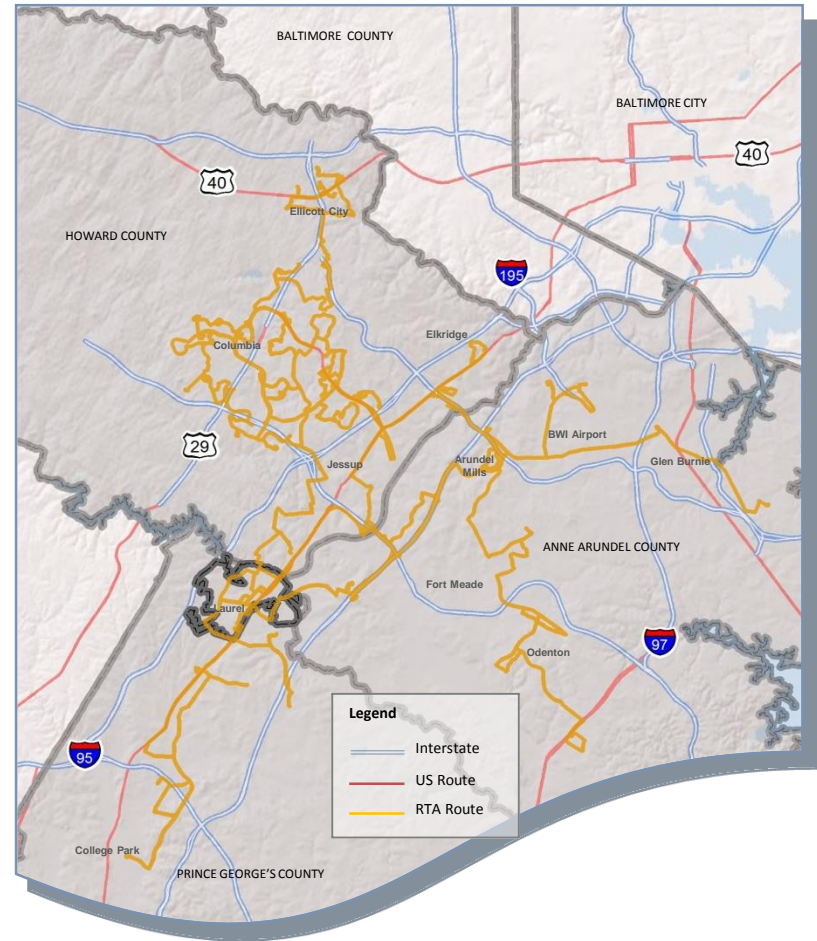 BALTIMORE COUNTY
BALTIMORE CITY
40
40
Ellicott City
HOWARD COUNTY
195
Elkridge
Columbia
29
BWI Airport
Jessup
Arundel
Mills
Glen Burnie
ANNE ARUNDEL COUNTY
Fort Meade
Laurel
97
Odenton
Legend
Interstate
95
US Route
RTA Route
College Park
PRINCE GEORGE'S COUNTY